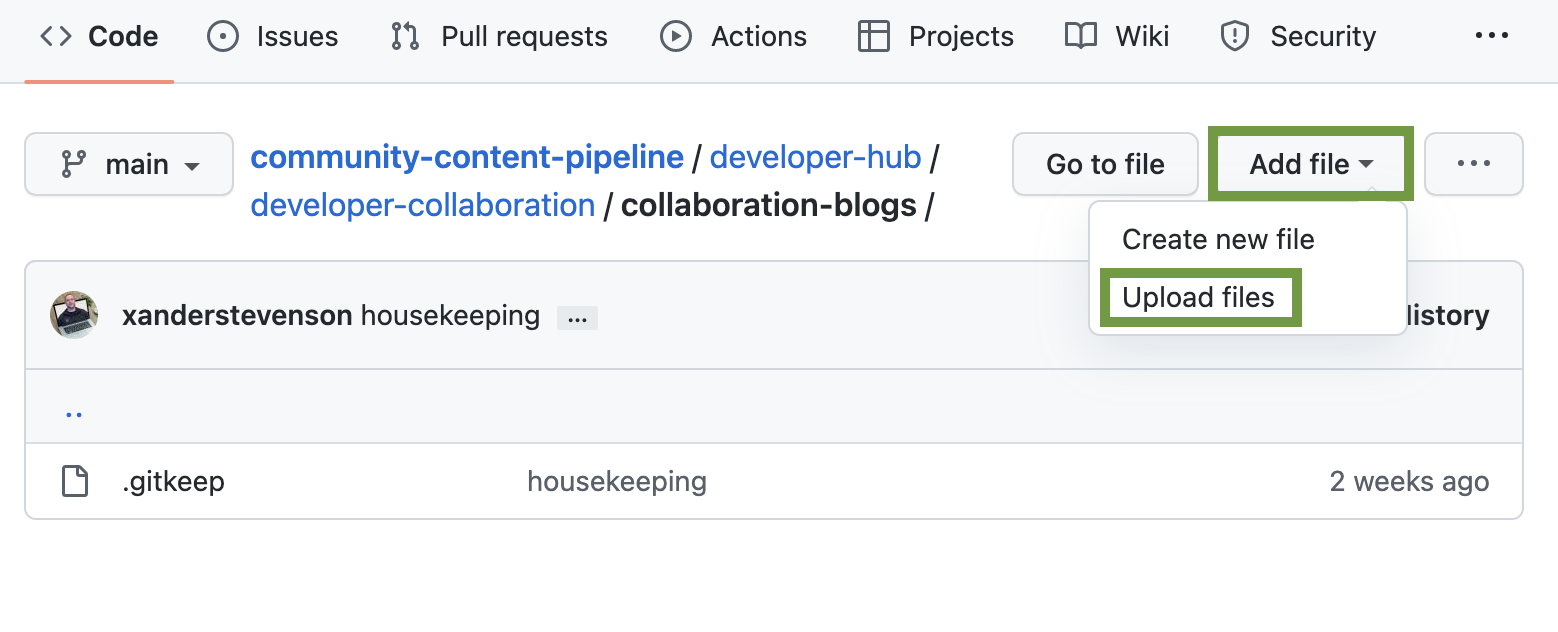 Code Issues Pull requests Actions Projects Wiki Security ...
main community-content-pipeline / developer-hub / Go to file Add file ...
developer-collaboration / collaboration-blogs /
Create new file
Upload files
xanderstevenson housekeeping ... listory
..
.gitkeep housekeeping 2 weeks ago